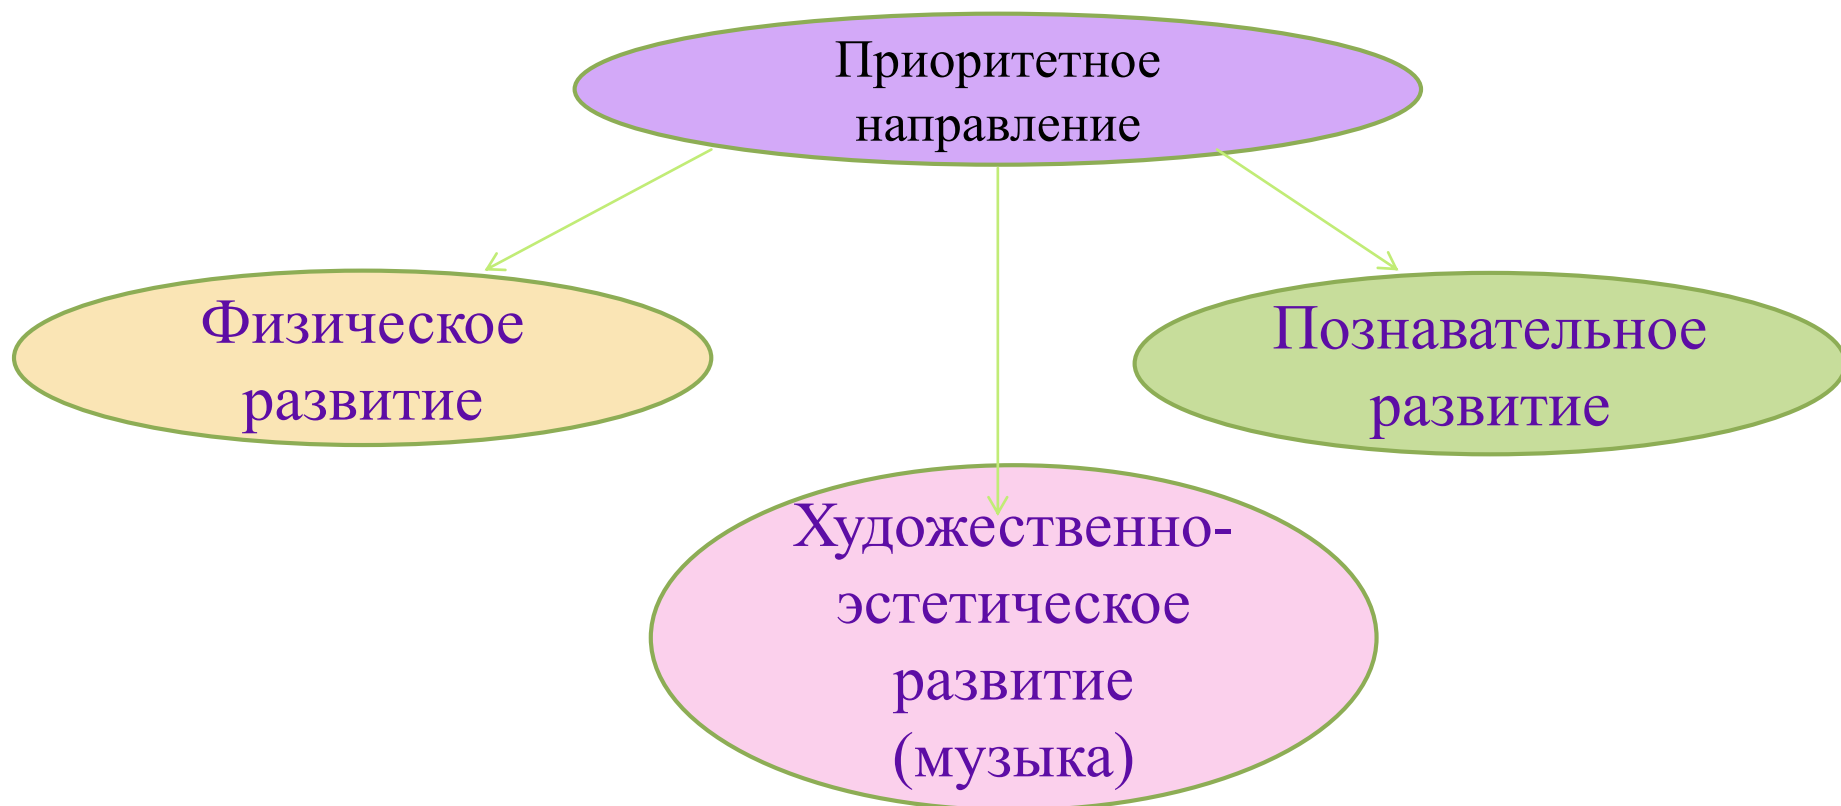 Приоритетное
направление
Физическое
развитие
Познавательное
развитие
Художественно-
эстетическое
развитие
(музыка)